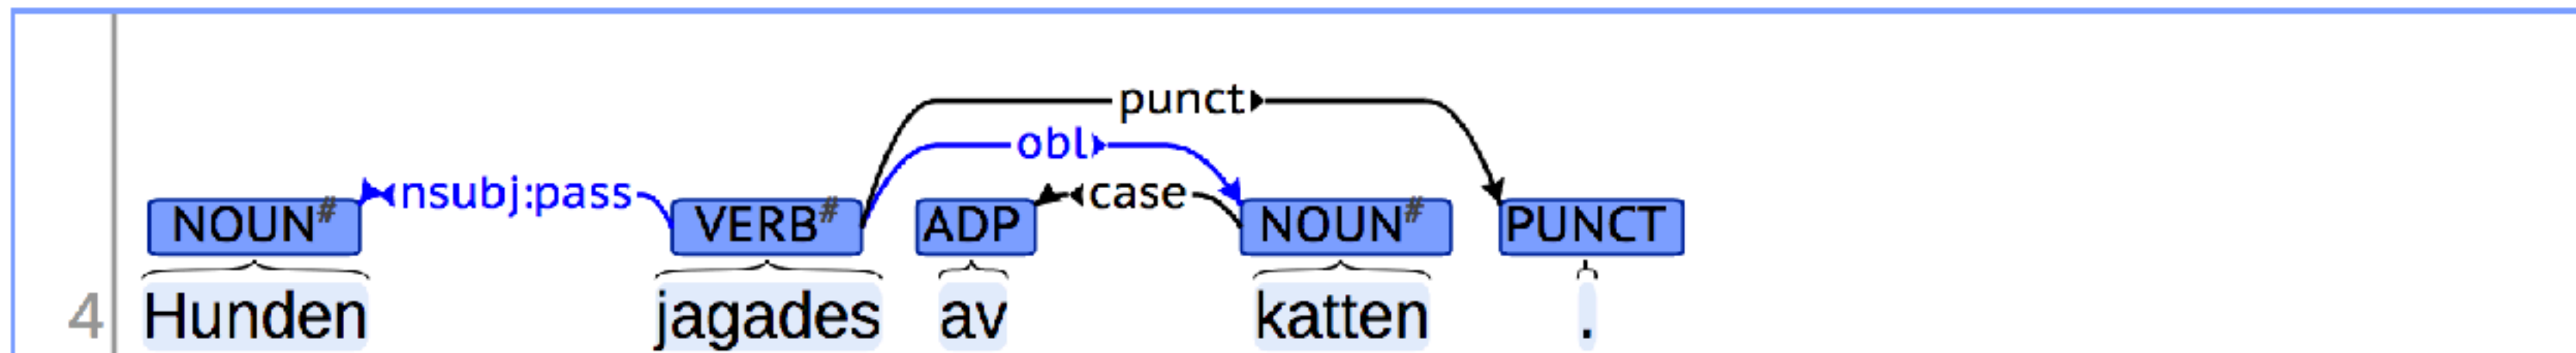 punct
obl
nsubj:pass case
NOUN# VERB# ADP NOUN# PUNCT
4 Hunden jagades av katten .